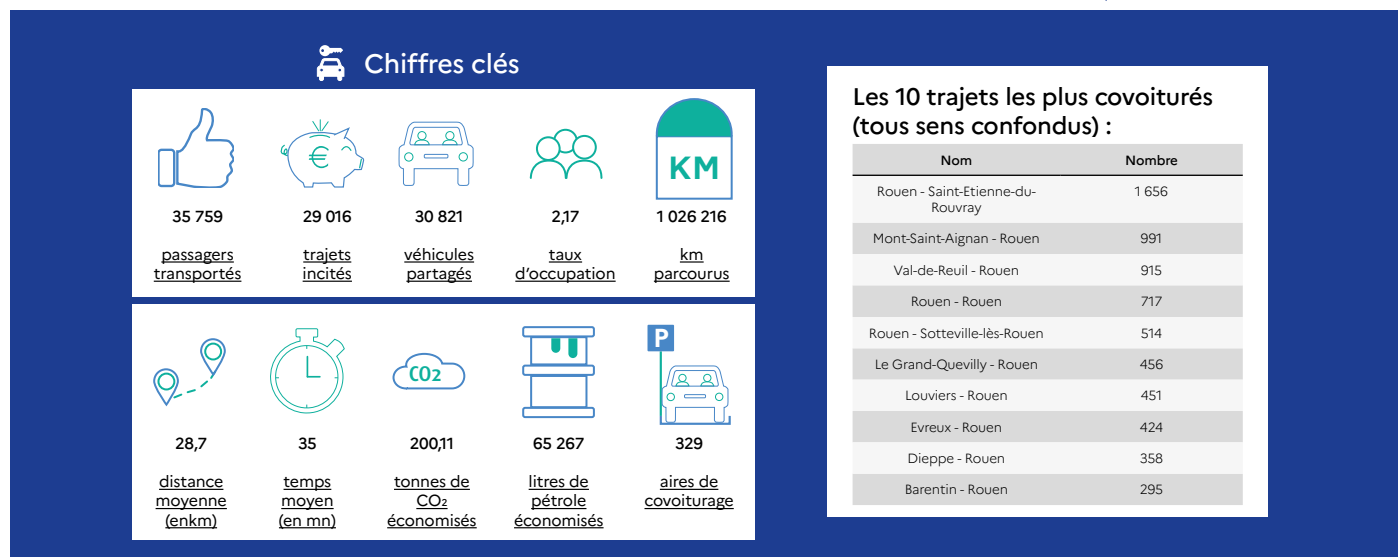 Chiffres clés
€
KM
35 759
29 016
30 821
2,17
1 026 216
passagers
transportés
trajets
incités
véhicules
partagés
taux
d'occupation
km
parcourus
CO2
P
28,7
35
200,11
65 267
329
distance
moyenne
(enkm)
temps
moyen
(en mn)
tonnes de
CO2
économisés
litres de
pétrole
économisés
aires de
covoiturage
Les 10 trajets les plus covoiturés
(tous sens confondus) :
Nom Nombre
Rouen - Saint-Etienne-du-
Rouvray
1 656
Mont-Saint-Aignan - Rouen 991
Val-de-Reuil - Rouen 915
Rouen - Rouen 717
Rouen - Sotteville-lès-Rouen 514
Le Grand-Quevilly - Rouen 456
Louviers - Rouen 451
Evreux - Rouen 424
Dieppe - Rouen 358
Barentin - Rouen 295